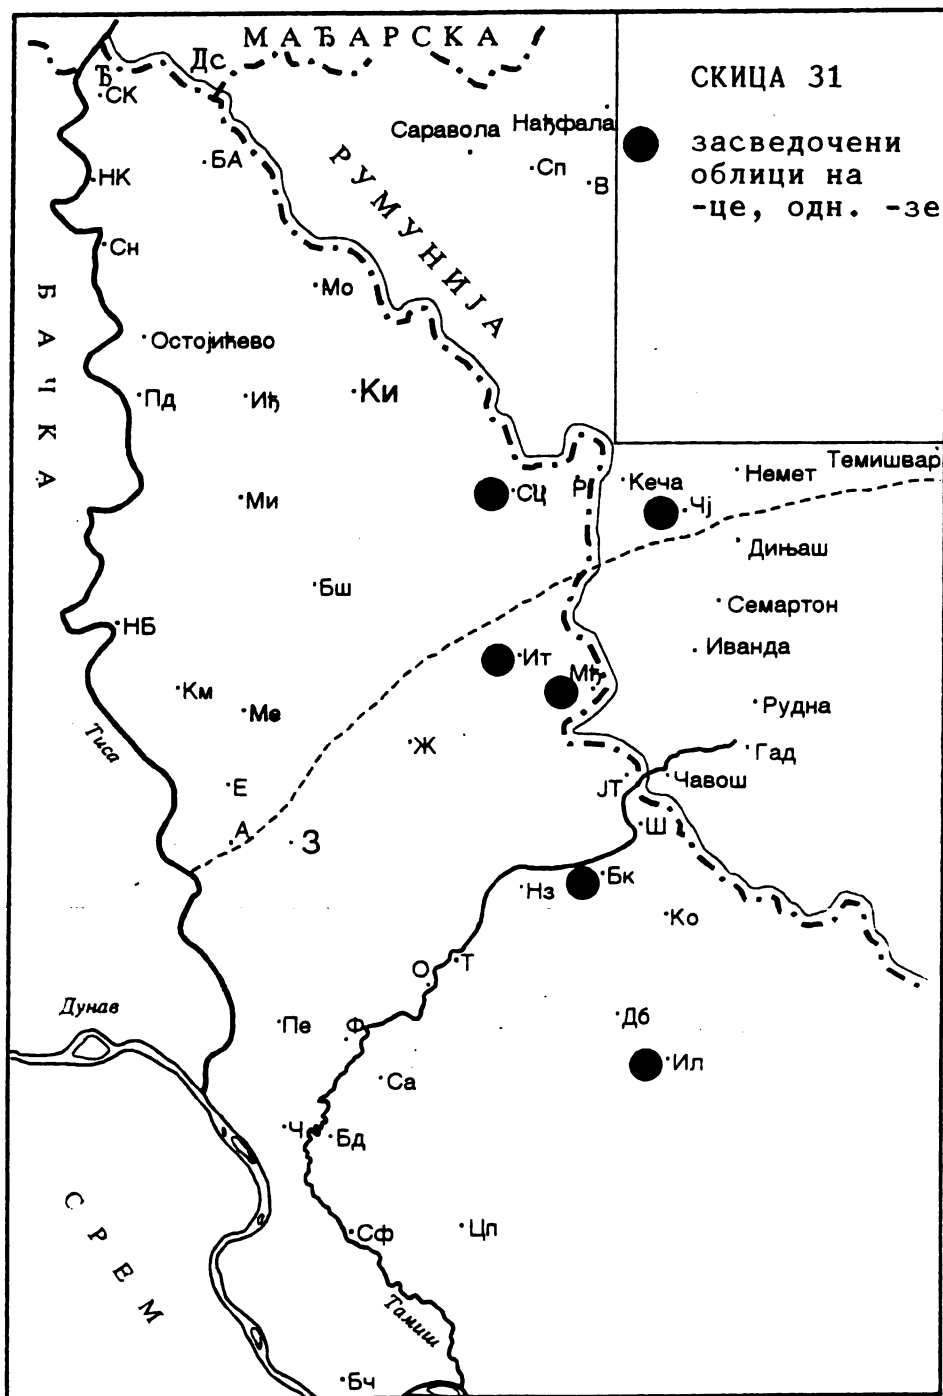 МАЂАРСКА
Ђ
Дс
СК
СКИЦА 31
Саравола
Нађфала
засведочени
облици на
-це, одн. -зе
БА
Сп
В
НК
РУМУНИЈА
Сн
БАЧКА
Мо
Остојићево
Пд
Иђ
Ки
Ми
СЦ
Р
Кеча
Чј
Немет
Темишвар
Дињаш
Бш
Семартон
НБ
Иванда
Ит
Мђ
Км
Ме
Рудна
Тиса
Ж
Гад
Е
ЈТ
Чавош
А
З
Ш
Нз
Бк
Ко
О
Т
Дунав
Пе
Ф
Дб
Са
Ил
Ч
Бд
СРЕМ
Сф
Цп
Тамиш
Бч